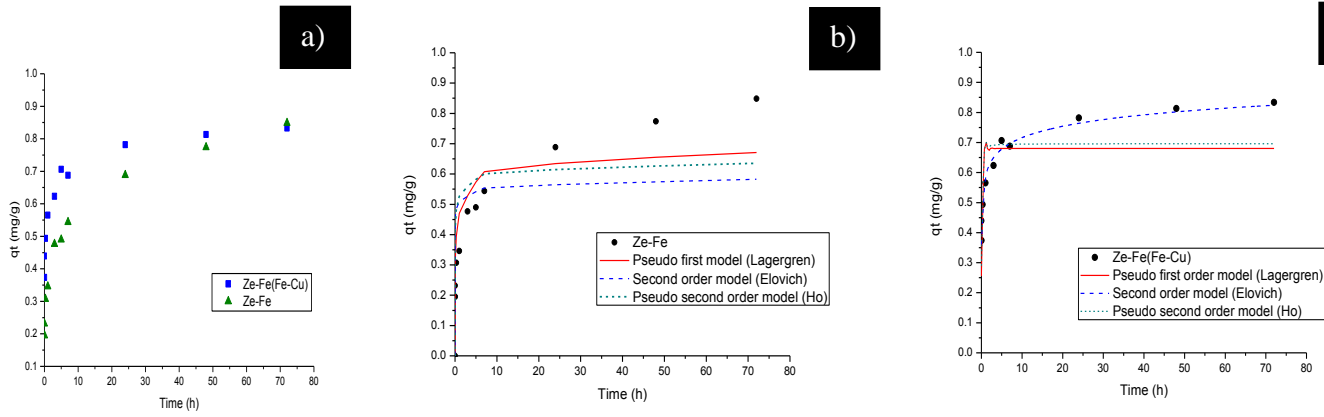 a)
1.0
0.9
0.8
0.7
0.6
0.5
0.4
0.3
0.2
0.1
0 10 20 30 40 50 60 70 80
qt (mg/g)
Time (h)
Ze-Fe(Fe-Cu)
Ze-Fe
b)
1.0
0.9
0.8
0.7
0.6
0.5
0.4
0.3
0.2
0.1
0.0
0 10 20 30 40 50 60 70 80
qt (mg/g)
Time (h)
Ze-Fe
Pseudo first model (Lagergren)
Second order model (Elovich)
Pseudo second order model (Ho)
1.0
0.9
0.8
0.7
0.6
0.5
0.4
0.3
0.2
0.1
0.0
0 10 20 30 40 50 60 70 80
qt (mg/g)
Time (h)
Ze-Fe(Fe-Cu)
Pseudo first order model (Lagergren)
Second order model (Elovich)
Pseudo second order model (Ho)